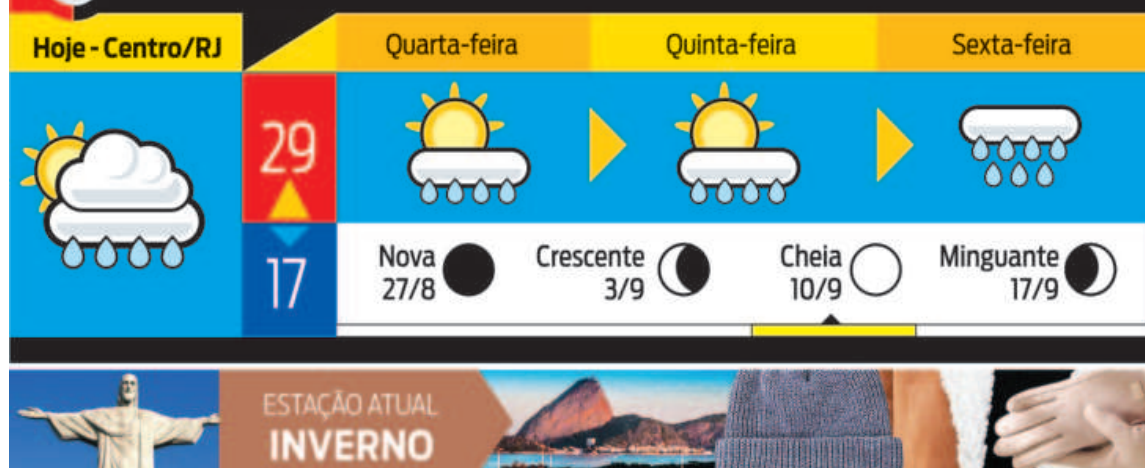 Hoje - Centro/RJ
Quarta-feira
Quinta-feira
Sexta-feira
29
17
Nova
27/8
Crescente
3/9
Cheia
10/9
Minguante
17/9
ESTAÇÃO ATUAL
INVERNO